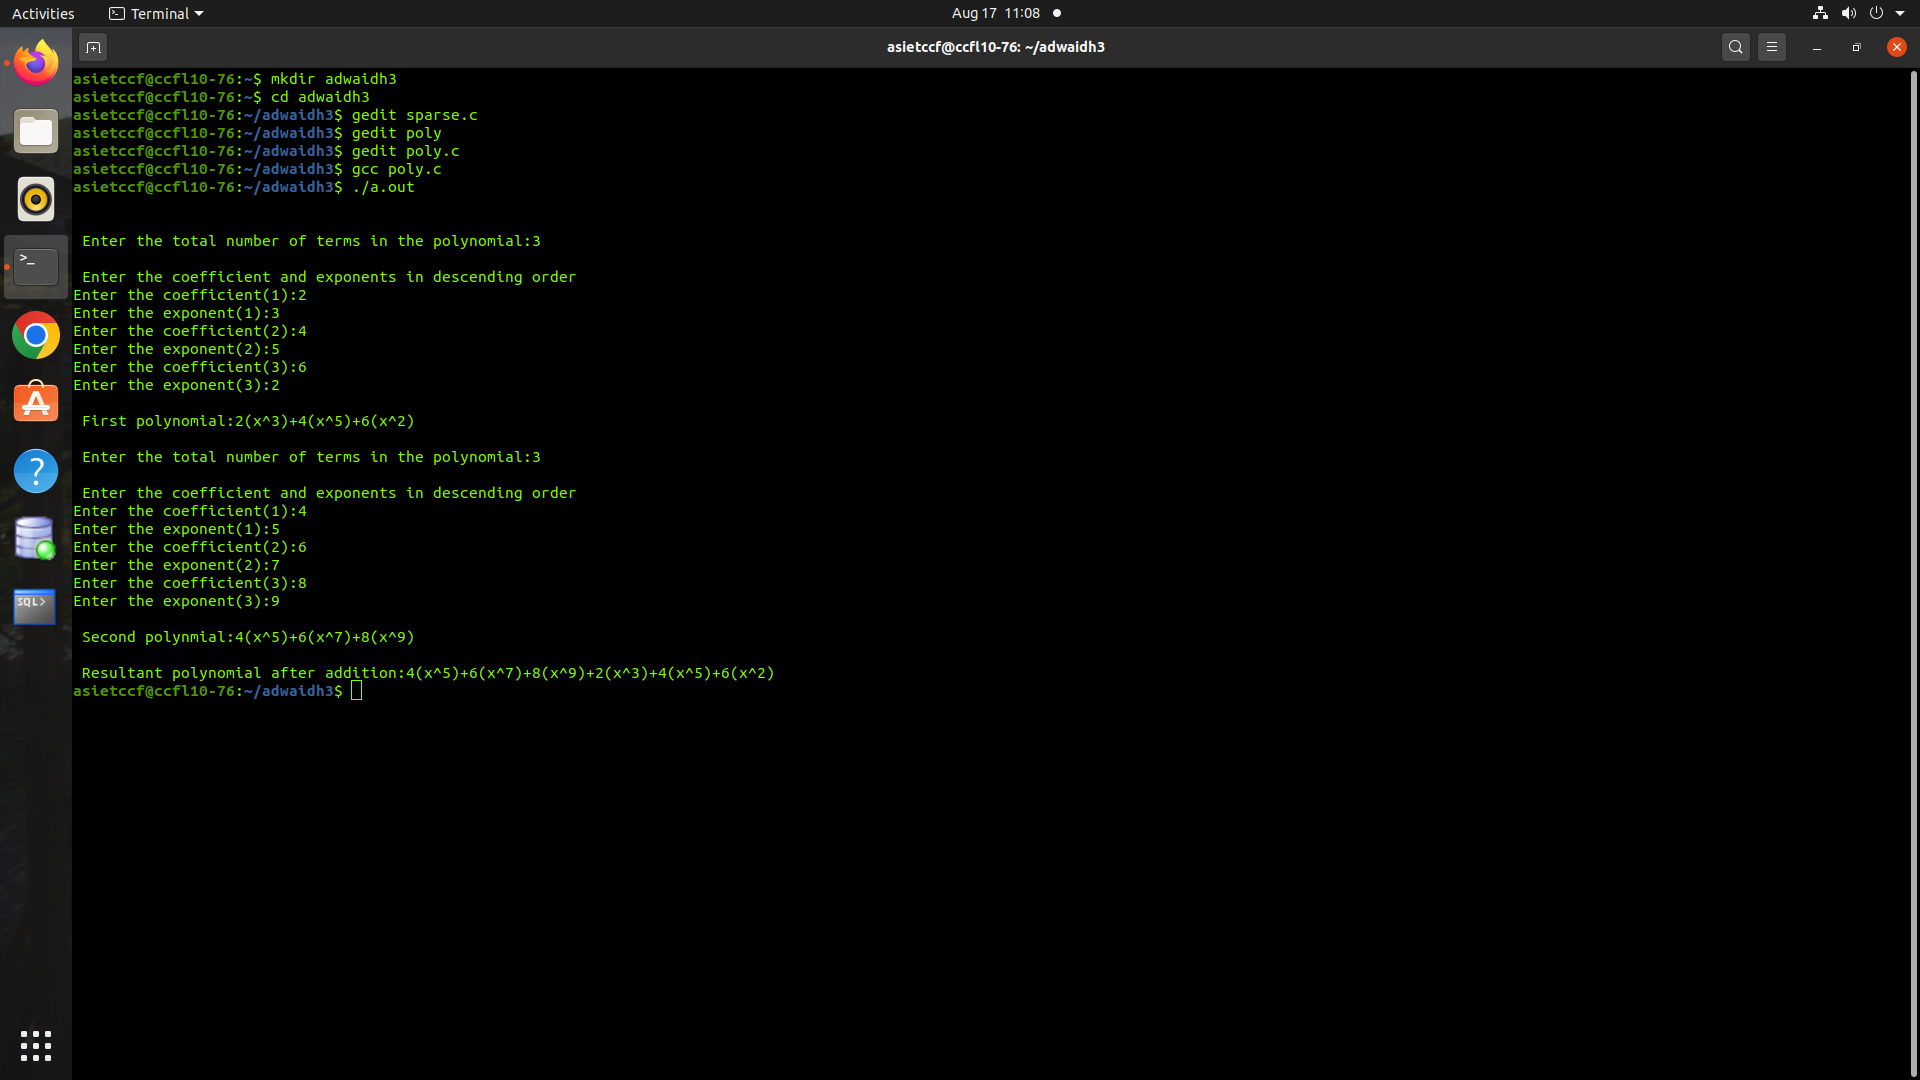 Activities
Terminal
Aug 17 11:08
asietccf@ccfl10-76: ~/adwaidh3
asietccf@ccfl10-76:~$ mkdir adwaidh3
asietccf@ccfl10-76:~$ cd adwaidh3
asietccf@ccfl10-76:~/adwaidh3$ gedit sparse.c
asietccf@ccfl10-76:~/adwaidh3$ gedit poly
asietccf@ccfl10-76:~/adwaidh3$ gedit poly.c
asietccf@ccfl10-76:~/adwaidh3$ gcc poly.c
asietccf@ccfl10-76:~/adwaidh3$ ./a.out
Enter the total number of terms in the polynomial:3
Enter the coefficient and exponents in descending order
Enter the coefficient(1):2
Enter the exponent(1):3
Enter the coefficient(2):4
Enter the exponent(2):5
Enter the coefficient(3):6
Enter the exponent(3):2
First polynomial:2(x^3)+4(x^5)+6(x^2)
Enter the total number of terms in the polynomial:3
Enter the coefficient and exponents in descending order
Enter the coefficient(1):4
Enter the exponent(1):5
Enter the coefficient(2):6
Enter the exponent(2):7
Enter the coefficient(3):8
Enter the exponent(3):9
Second polynmial:4(x^5)+6(x^7)+8(x^9)
Resultant polynomial after addition:4(x^5)+6(x^7)+8(x^9)+2(x^3)+4(x^5)+6(x^2)
asietccf@ccfl10-76:~/adwaidh3$
SQL>